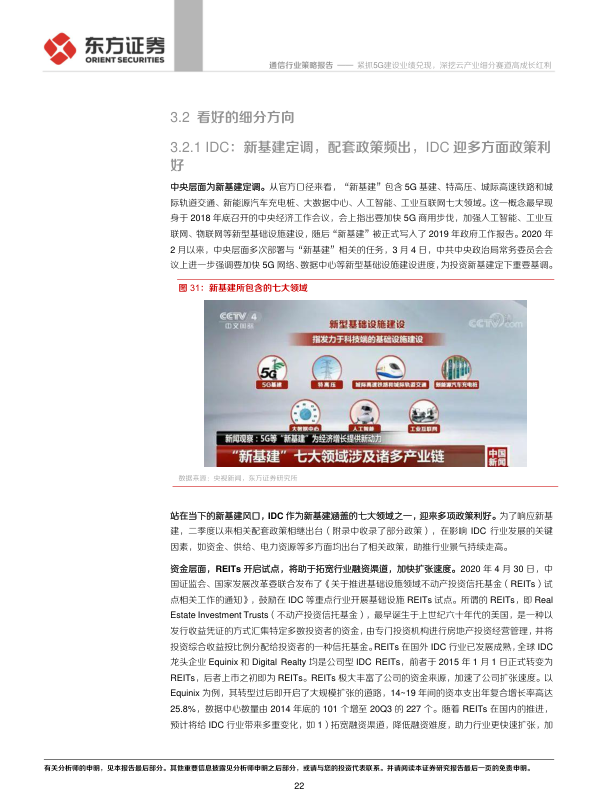 东方证券
ORIENT SECURITIES
通信行业策略报告 —— 紧抓5G建设业绩兑现，深挖云产业细分赛道高成长红利
3.2 看好的细分方向
3.2.1 IDC：新基建定调，配套政策频出，IDC 迎多方面政策利
好
中央层面为新基建定调。从官方口径来看，“新基建”包含 5G 基建、特高压、城际高速铁路和城
际轨道交通、新能源汽车充电桩、大数据中心、人工智能、工业互联网七大领域。这一概念最早现
身于 2018 年底召开的中央经济工作会议，会上指出要加快 5G 商用步伐，加强人工智能、工业互
联网、物联网等新型基础设施建设，随后“新基建”被正式写入了 2019 年政府工作报告。2020 年
2 月以来，中央层面多次部署与“新基建”相关的任务，3 月 4 日，中共中央政治局常务委员会会
议上进一步强调要加快 5G 网络、数据中心等新型基础设施建设进度，为投资新基建定下重要基调。
图 31：新基建所包含的七大领域
CCTV 4
中文国际
CCTV.com
新型基础设施建设
指发力于科技端的基础设施建设
5G
5G基建
特高压
城际高速铁路和城际轨道交通
新能源汽车充电桩
大数据中心
人工智能
工业互联网
新闻观察：5G等“新基建”为经济增长提供新动力
“新基建”七大领域涉及诸多产业链
中国
新闻
数据来源：央视新闻，东方证券研究所
站在当下的新基建风口，IDC 作为新基建涵盖的七大领域之一，迎来多项政策利好。为了响应新基
建，二季度以来相关配套政策相继出台（附录中收录了部分政策），在影响 IDC 行业发展的关键
因素，如资金、供给、电力资源等多方面均出台了相关政策，助推行业景气持续走高。
资金层面，REITs 开启试点，将助于拓宽行业融资渠道，加快扩张速度。2020 年 4 月 30 日，中
国证监会、国家发展改革委联合发布了《关于推进基础设施领域不动产投资信托基金（REITs）试
点相关工作的通知》，鼓励在 IDC 等重点行业开展基础设施 REITs 试点。所谓的 REITs，即 Real
Estate Investment Trusts（不动产投资信托基金），最早诞生于上世纪六十年代的美国，是一种以
发行收益凭证的方式汇集特定多数投资者的资金，由专门投资机构进行房地产投资经营管理，并将
投资综合收益按比例分配给投资者的一种信托基金。REITs 在国外 IDC 行业已发展成熟，全球 IDC
龙头企业 Equinix 和 Digital Realty 均是公司型 IDC REITs，前者于 2015 年 1 月 1 日正式转变为
REITs，后者上市之初即为 REITs。REITs 极大丰富了公司的资金来源，加速了公司扩张速度。以
Equinix 为例，其转型过后即开启了大规模扩张的道路，14~19 年间的资本支出年复合增长率高达
25.8%，数据中心数量由 2014 年底的 101 个增至 20Q3 的 227 个。随着 REITs 在国内的推进，
预计将给 IDC 行业带来多重变化，如 1）拓宽融资渠道，降低融资难度，助力行业更快速扩张，加
有关分析师的申明，见本报告最后部分。其他重要信息披露见分析师申明之后部分，或请与您的投资代表联系。并请阅读本证券研究报告最后一页的免责申明。
22